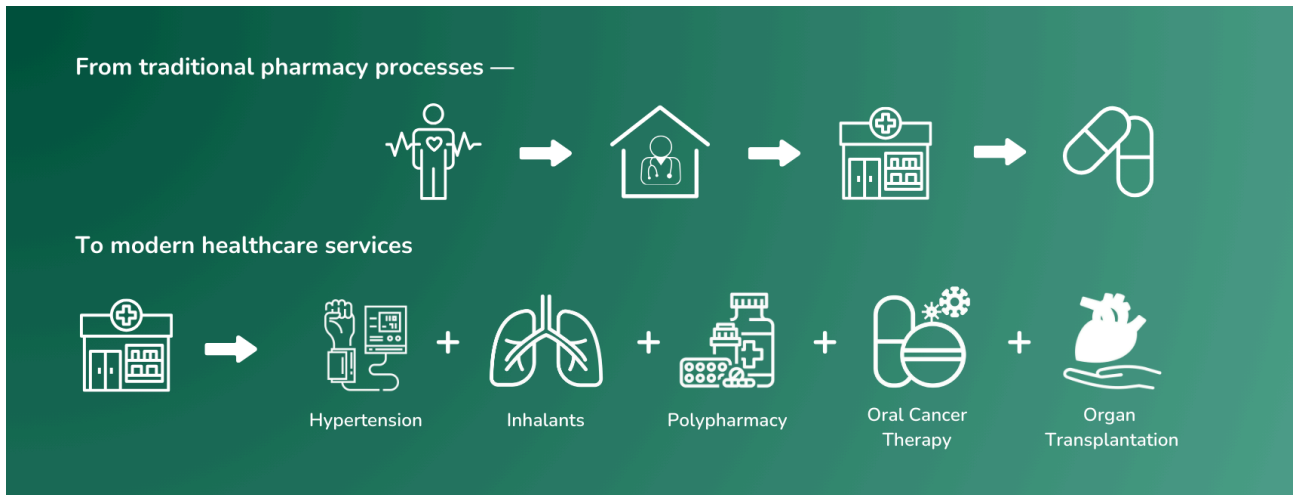 From traditional pharmacy processes —
To modern healthcare services
Hypertension
Inhalants
Polypharmacy
Oral Cancer
Therapy
Organ
Transplantation